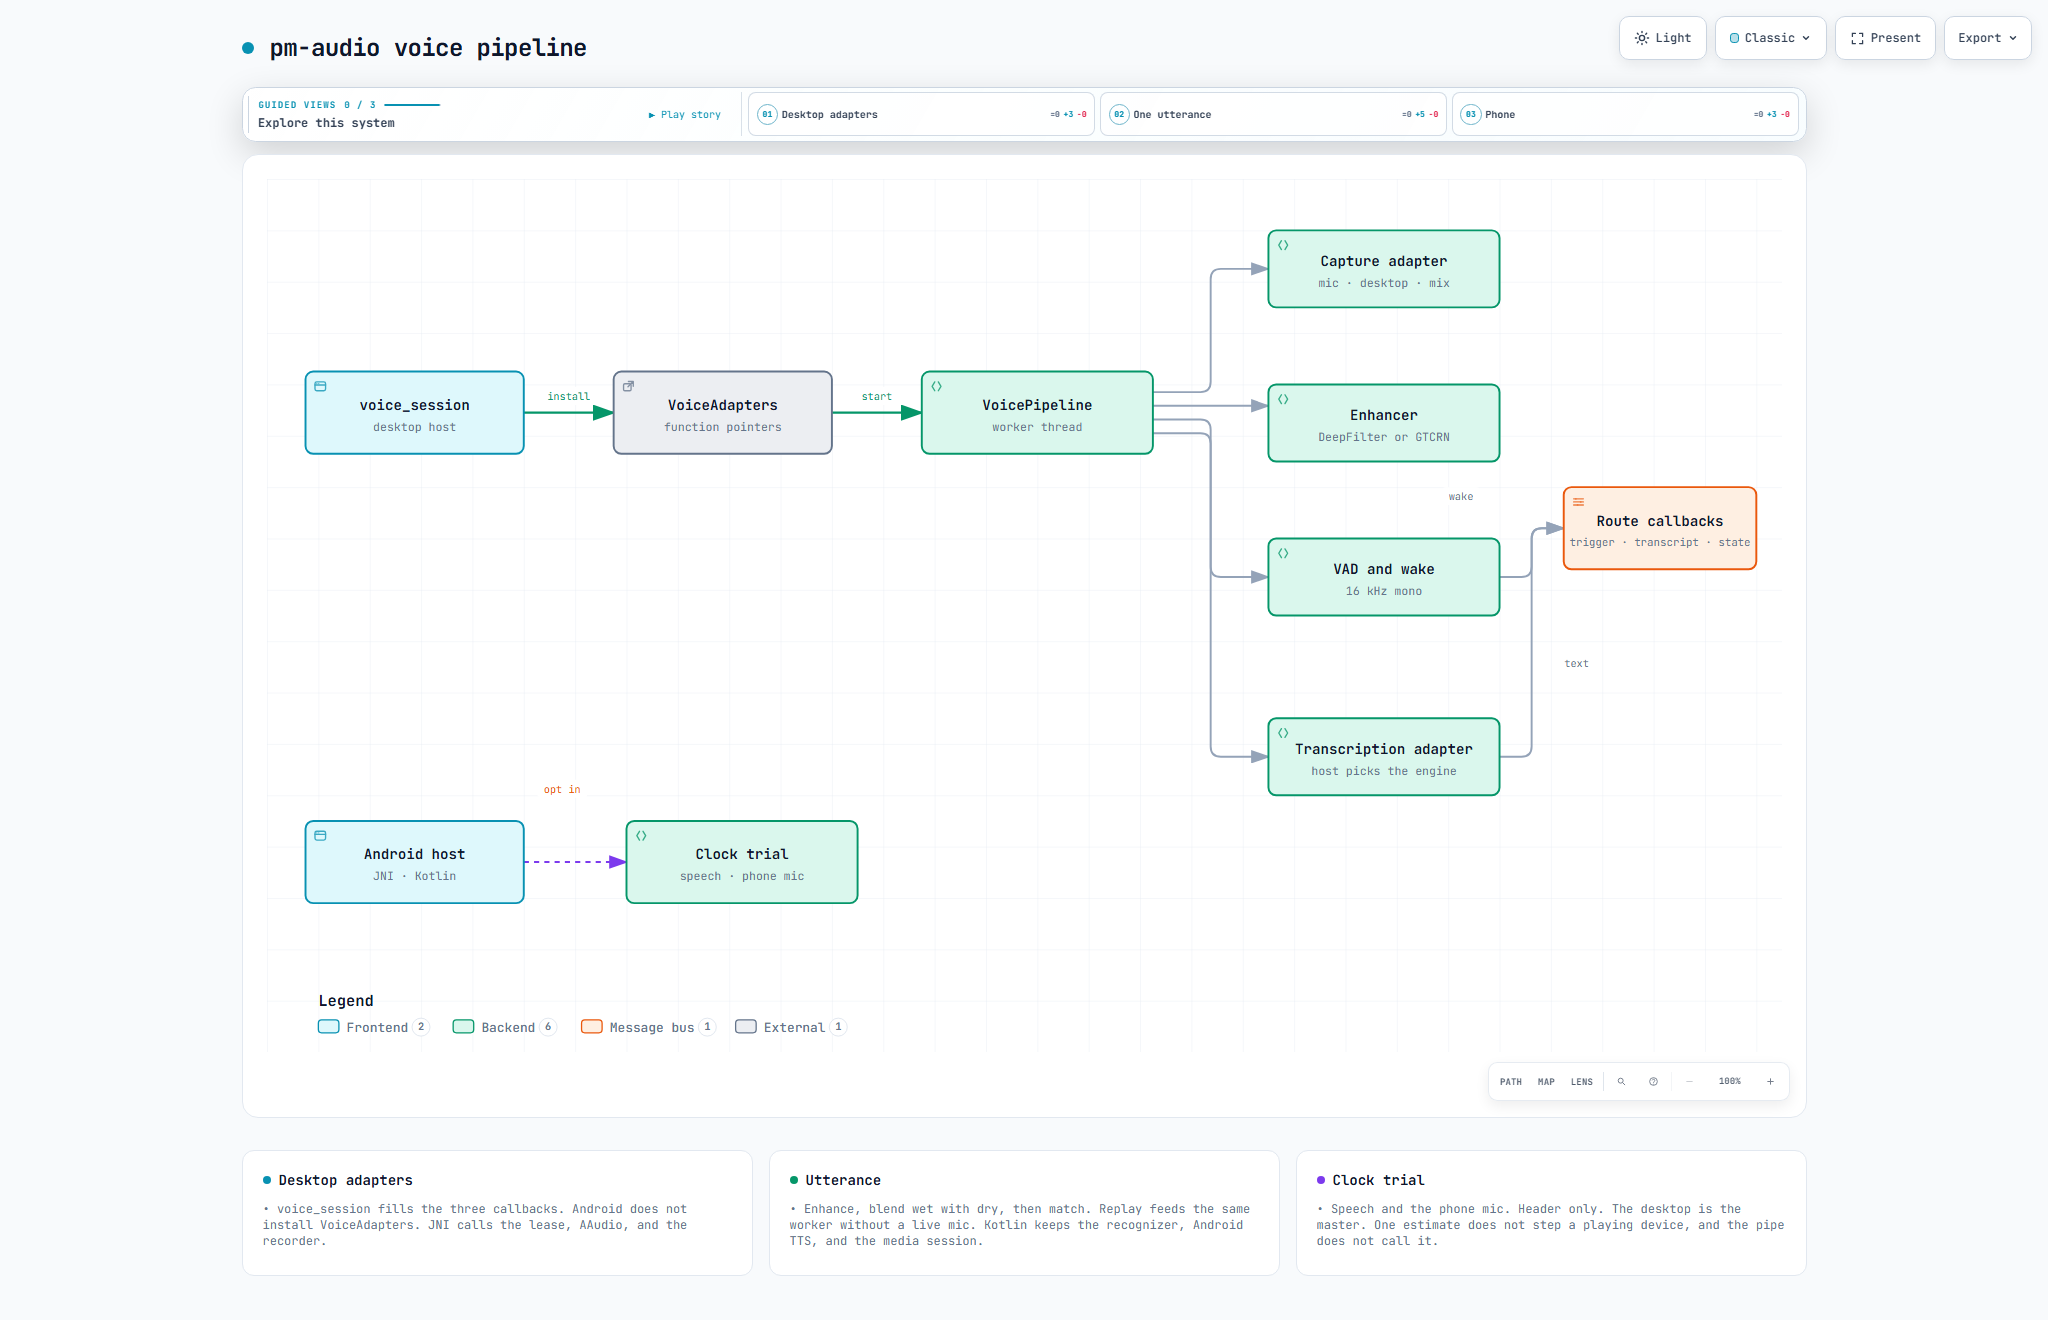 pm-audio voice pipeline
Light
Classic
Present
Export
GUIDED VIEWS 0 / 3
Explore this system
▶ Play story
01 Desktop adapters =0 +3 -0
02 One utterance =0 +5 -0
03 Phone =0 +3 -0
Capture adapter
mic · desktop · mix
voice_session
desktop host
install
VoiceAdapters
function pointers
start
VoicePipeline
worker thread
Enhancer
DeepFilter or GTCRN
wake
Route callbacks
trigger · transcript · state
VAD and wake
16 kHz mono
text
Transcription adapter
host picks the engine
opt in
Android host
JNI · Kotlin
Clock trial
speech · phone mic
Legend
Frontend 2
Backend 6
Message bus 1
External 1
PATH MAP LENS − 100% +
Desktop adapters
• voice_session fills the three callbacks. Android does not
install VoiceAdapters. JNI calls the lease, AAudio, and the
recorder.
Utterance
• Enhance, blend wet with dry, then match. Replay feeds the same
worker without a live mic. Kotlin keeps the recognizer, Android
TTS, and the media session.
Clock trial
• Speech and the phone mic. Header only. The desktop is the
master. One estimate does not step a playing device, and the pipe
does not call it.